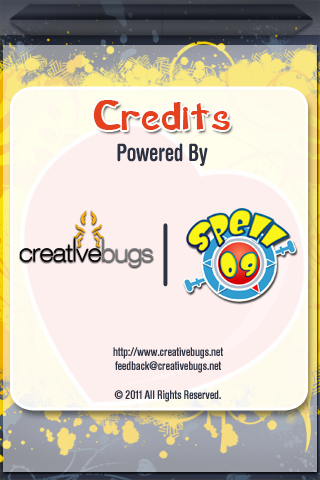 Credits
Powered By
creativebugs
Spell
09
http://www.creativebugs.net
feedback@creativebugs.net
© 2011 All Rights Reserved.